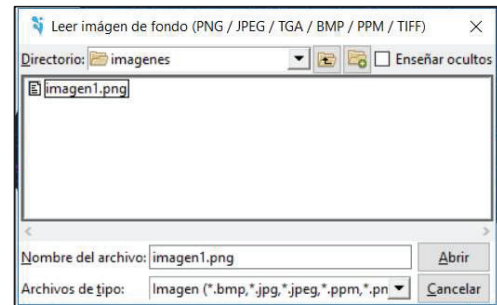 Leer imágen de fondo (PNG / JPEG / TGA / BMP / PPM / TIFF)
Directorio: imagenes Enseñar ocultos
imagen1.png
Nombre del archivo: imagen1.png Abrir
Archivos de tipo: Imagen (*.bmp,*.jpg,*.jpeg,*.ppm,*.pn Cancelar